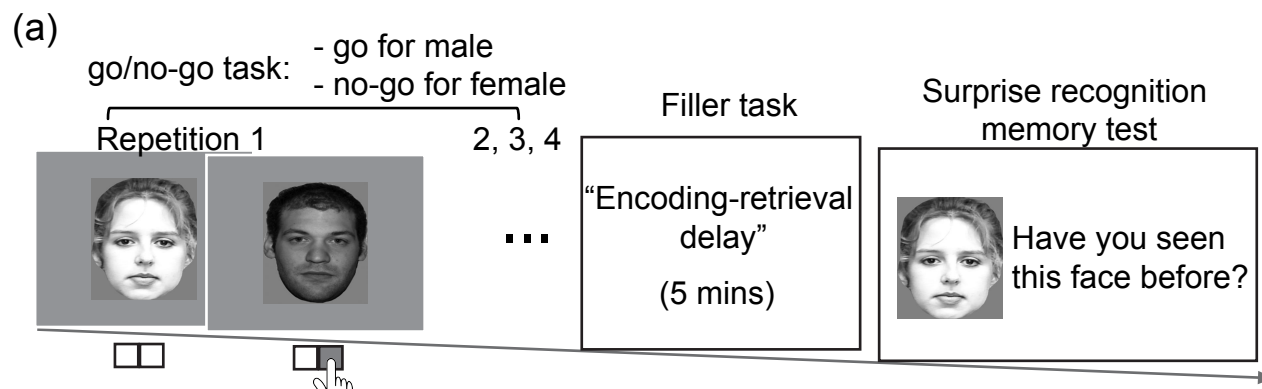 (a)
go/no-go task:
- go for male
- no-go for female
Repetition 1
2, 3, 4
...
Filler task
“Encoding-retrieval
delay”
(5 mins)
Surprise recognition
memory test
Have you seen
this face before?